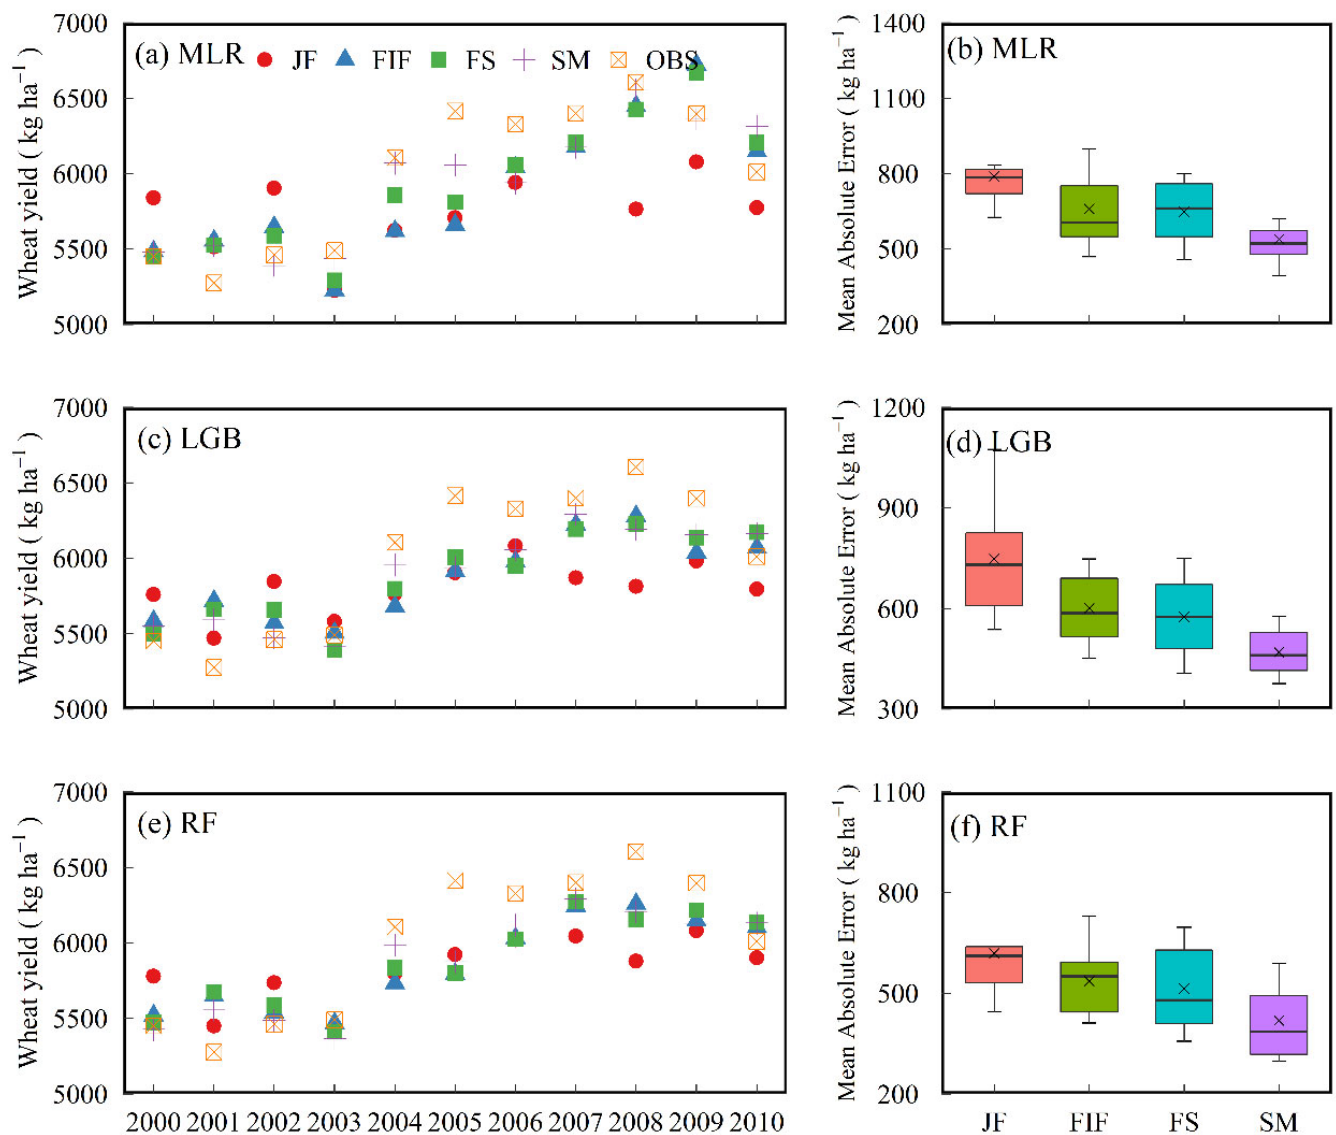 (a) MLR JF FIF FS SM OBS
Wheat yield ( kg ha⁻¹ )
7000
6500
6000
5500
5000
(b) MLR
Mean Absolute Error ( kg ha⁻¹ )
1400
1100
800
500
200
(c) LGB
Wheat yield ( kg ha⁻¹ )
7000
6500
6000
5500
5000
(d) LGB
Mean Absolute Error ( kg ha⁻¹ )
1200
900
600
300
(e) RF
Wheat yield ( kg ha⁻¹ )
7000
6500
6000
5500
5000
2000 2001 2002 2003 2004 2005 2006 2007 2008 2009 2010
(f) RF
Mean Absolute Error ( kg ha⁻¹ )
1100
800
500
200
JF FIF FS SM